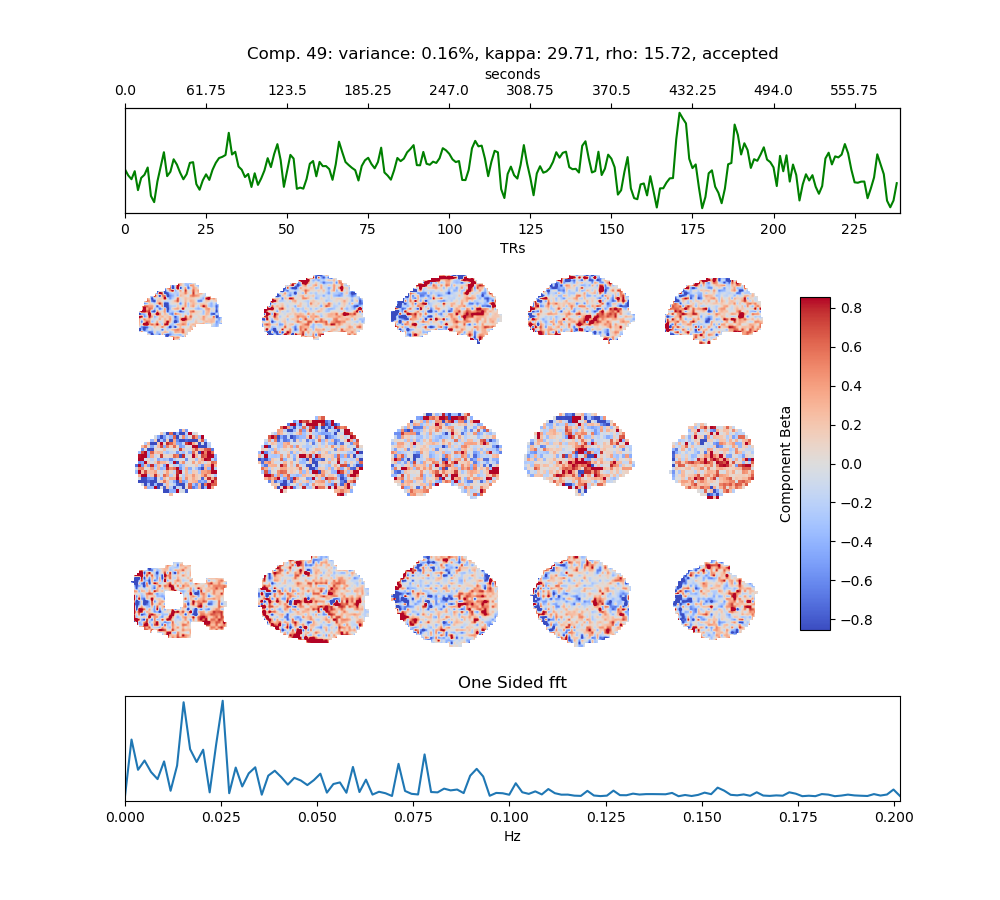 Comp. 49: variance: 0.16%, kappa: 29.71, rho: 15.72, accepted
seconds
0.0 61.75 123.5 185.25 247.0 308.75 370.5 432.25 494.0 555.75
0 25 50 75 100 125 150 175 200 225
TRs
0.8
0.6
0.4
0.2
0.0
−0.2
−0.4
−0.6
−0.8
Component Beta
One Sided fft
0.000 0.025 0.050 0.075 0.100 0.125 0.150 0.175 0.200
Hz